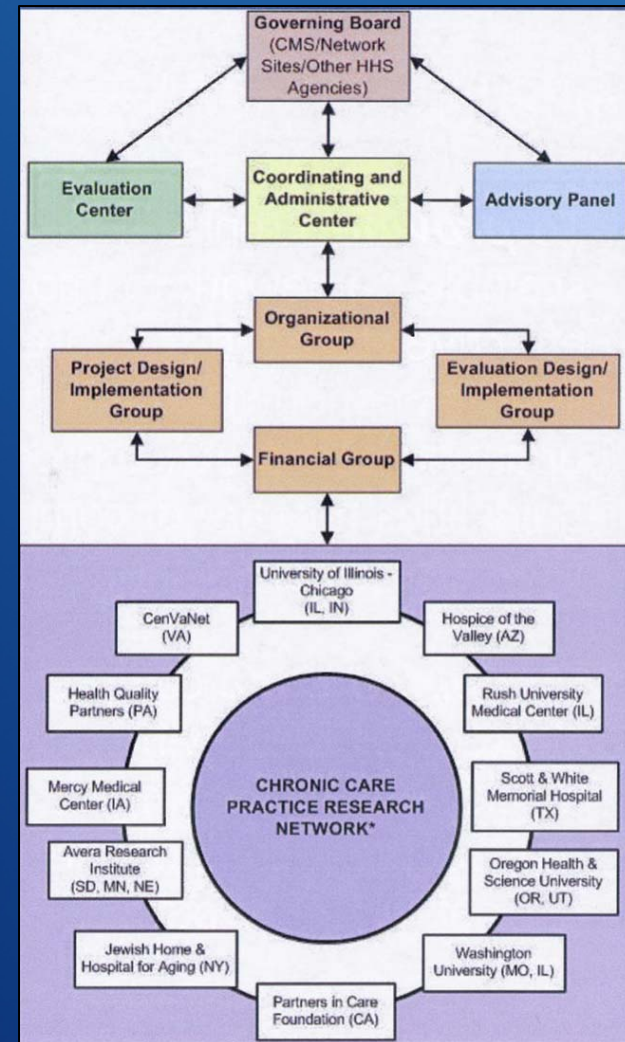 Governing Board
(CMS/Network
Sites/Other HHS
Agencies)
Evaluation
Center
Coordinating and
Administrative
Center
Advisory Panel
Organizational
Group
Project Design/
Implementation
Group
Evaluation Design/
Implementation
Group
Financial Group
University of Illinois -
Chicago
(IL, IN)
CenVaNet
(VA)
Hospice of the
Valley (AZ)
Health Quality
Partners (PA)
Rush University
Medical Center (IL)
Mercy Medical
Center (IA)
CHRONIC CARE
PRACTICE RESEARCH
NETWORK*
Scott & White
Memorial Hospital
(TX)
Avera Research
Institute
(SD, MN, NE)
Oregon Health &
Science University
(OR, UT)
Jewish Home &
Hospital for Aging (NY)
Washington
University (MO, IL)
Partners in Care
Foundation (CA)